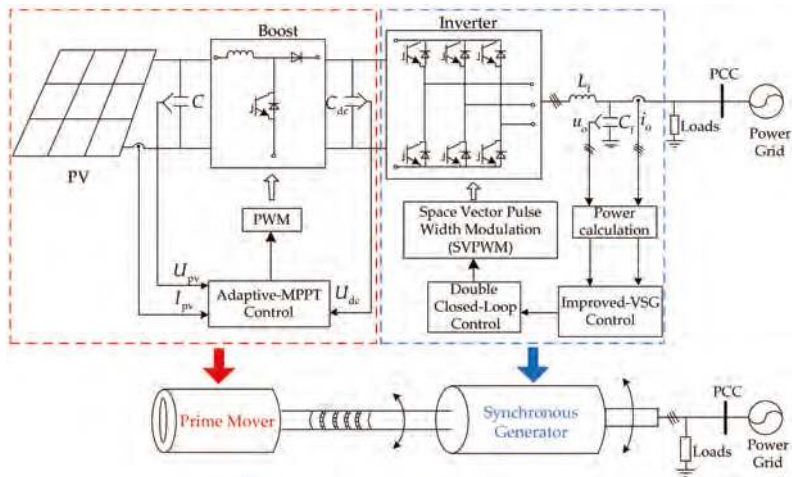 Boost
Inverter
PV
C
C_dc
L_i
u_o
C_i
i_o
Loads
PCC
Power
Grid
PWM
Space Vector Pulse
Width Modulation
(SVPWM)
Power
calculation
U_pv
I_pv
Adaptive-MPPT
Control
U_dc
Double
Closed-Loop
Control
Improved-VSG
Control
Prime Mover
Synchronous
Generator
PCC
Loads
Power
Grid